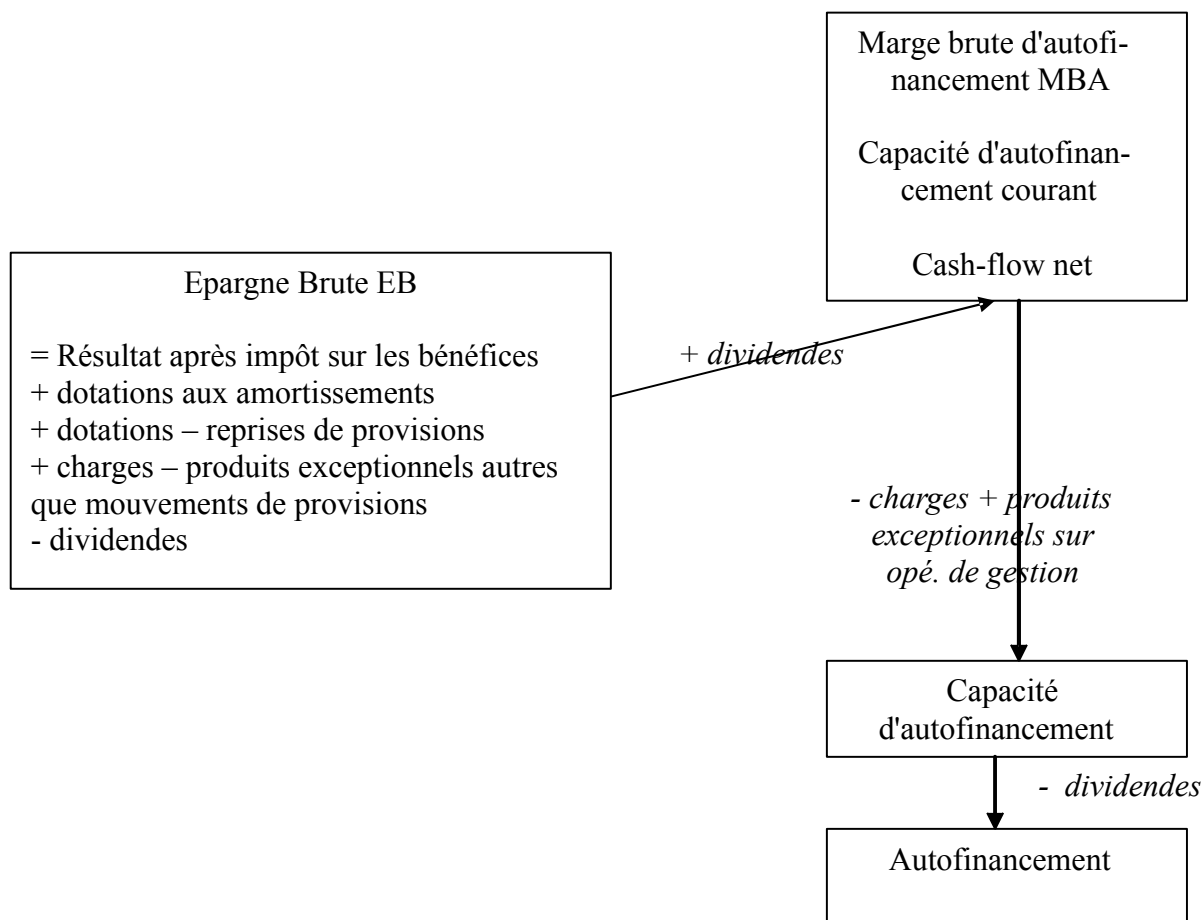 Marge brute d'autofi-
nancement MBA
Capacité d'autofinan-
cement courant
Cash-flow net
Epargne Brute EB
= Résultat après impôt sur les bénéfices
+ dotations aux amortissements
+ dotations – reprises de provisions
+ charges – produits exceptionnels autres
que mouvements de provisions
- dividendes
+ dividendes
- charges + produits
exceptionnels sur
opé. de gestion
Capacité
d'autofinancement
- dividendes
Autofinancement